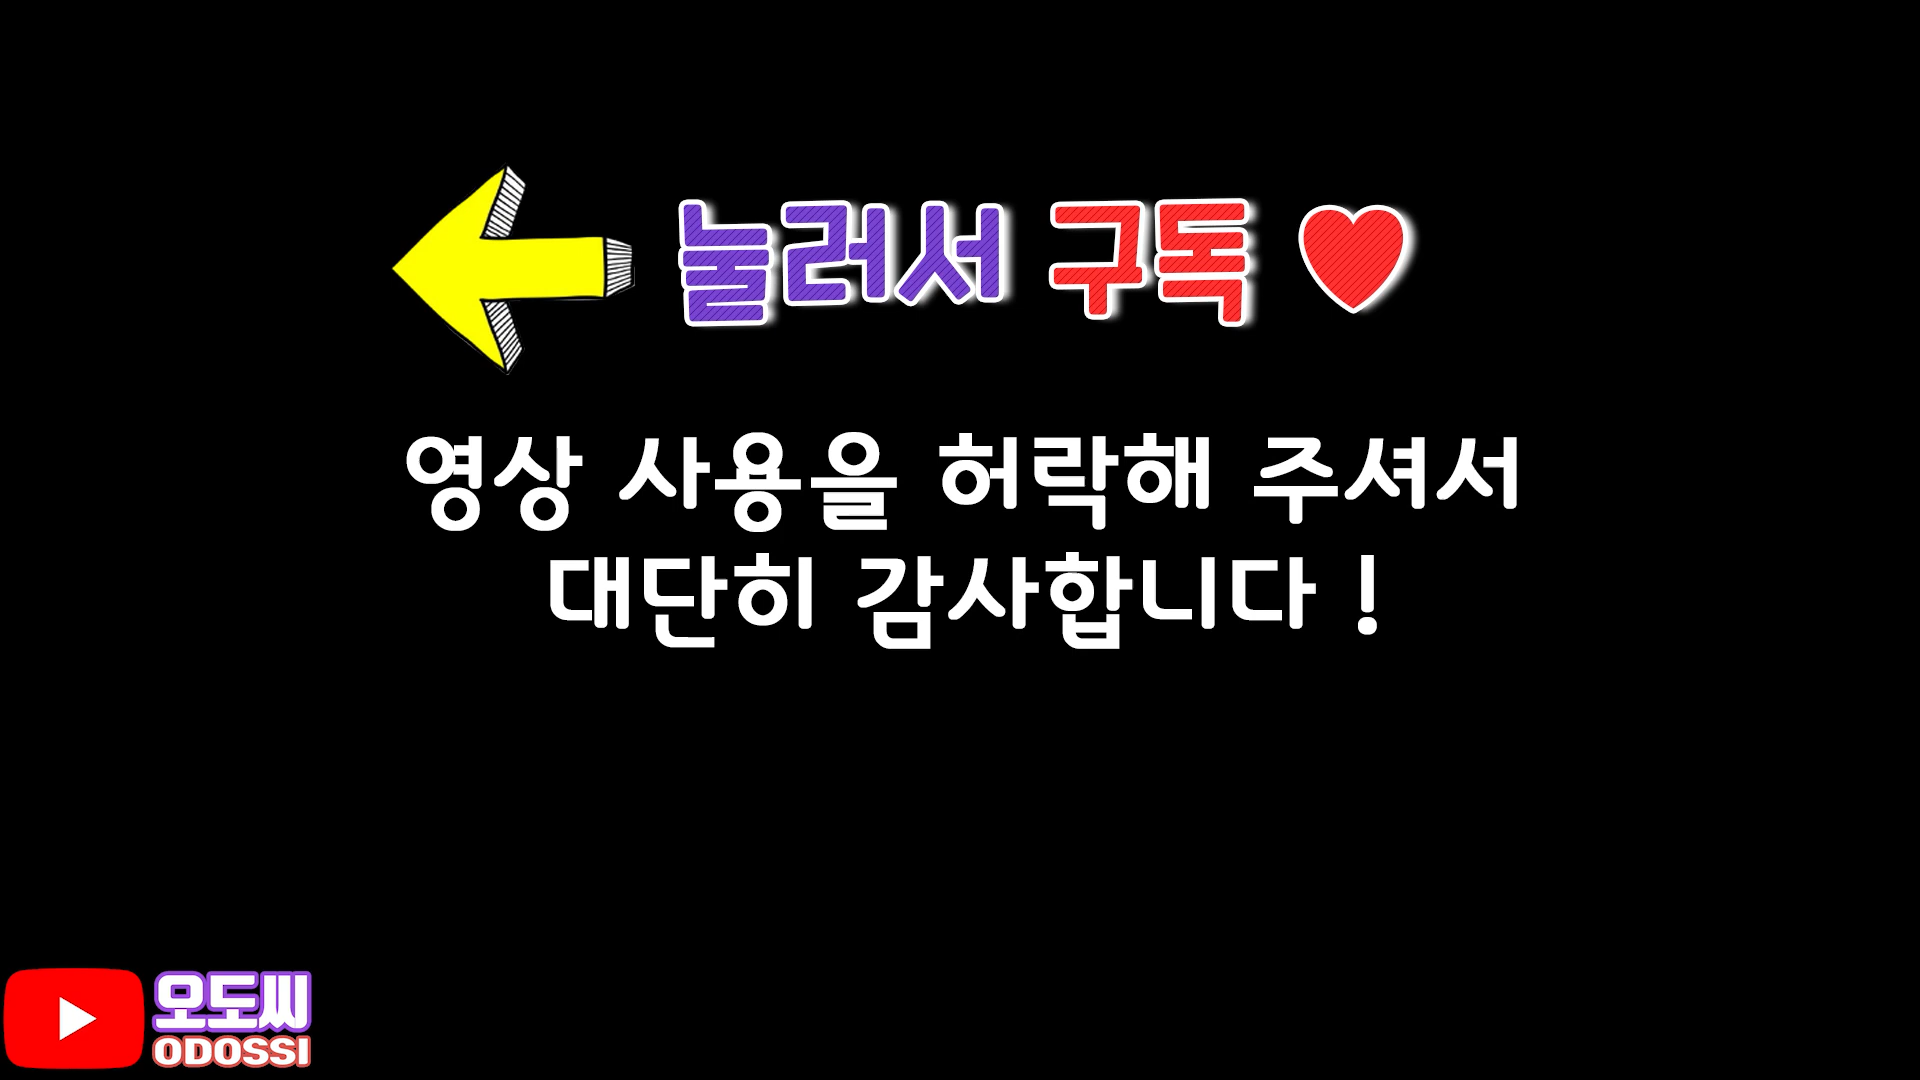 눌러서 구독 ♥
영상 사용을 허락해 주셔서
대단히 감사합니다 !
오도씨
ODOSSI